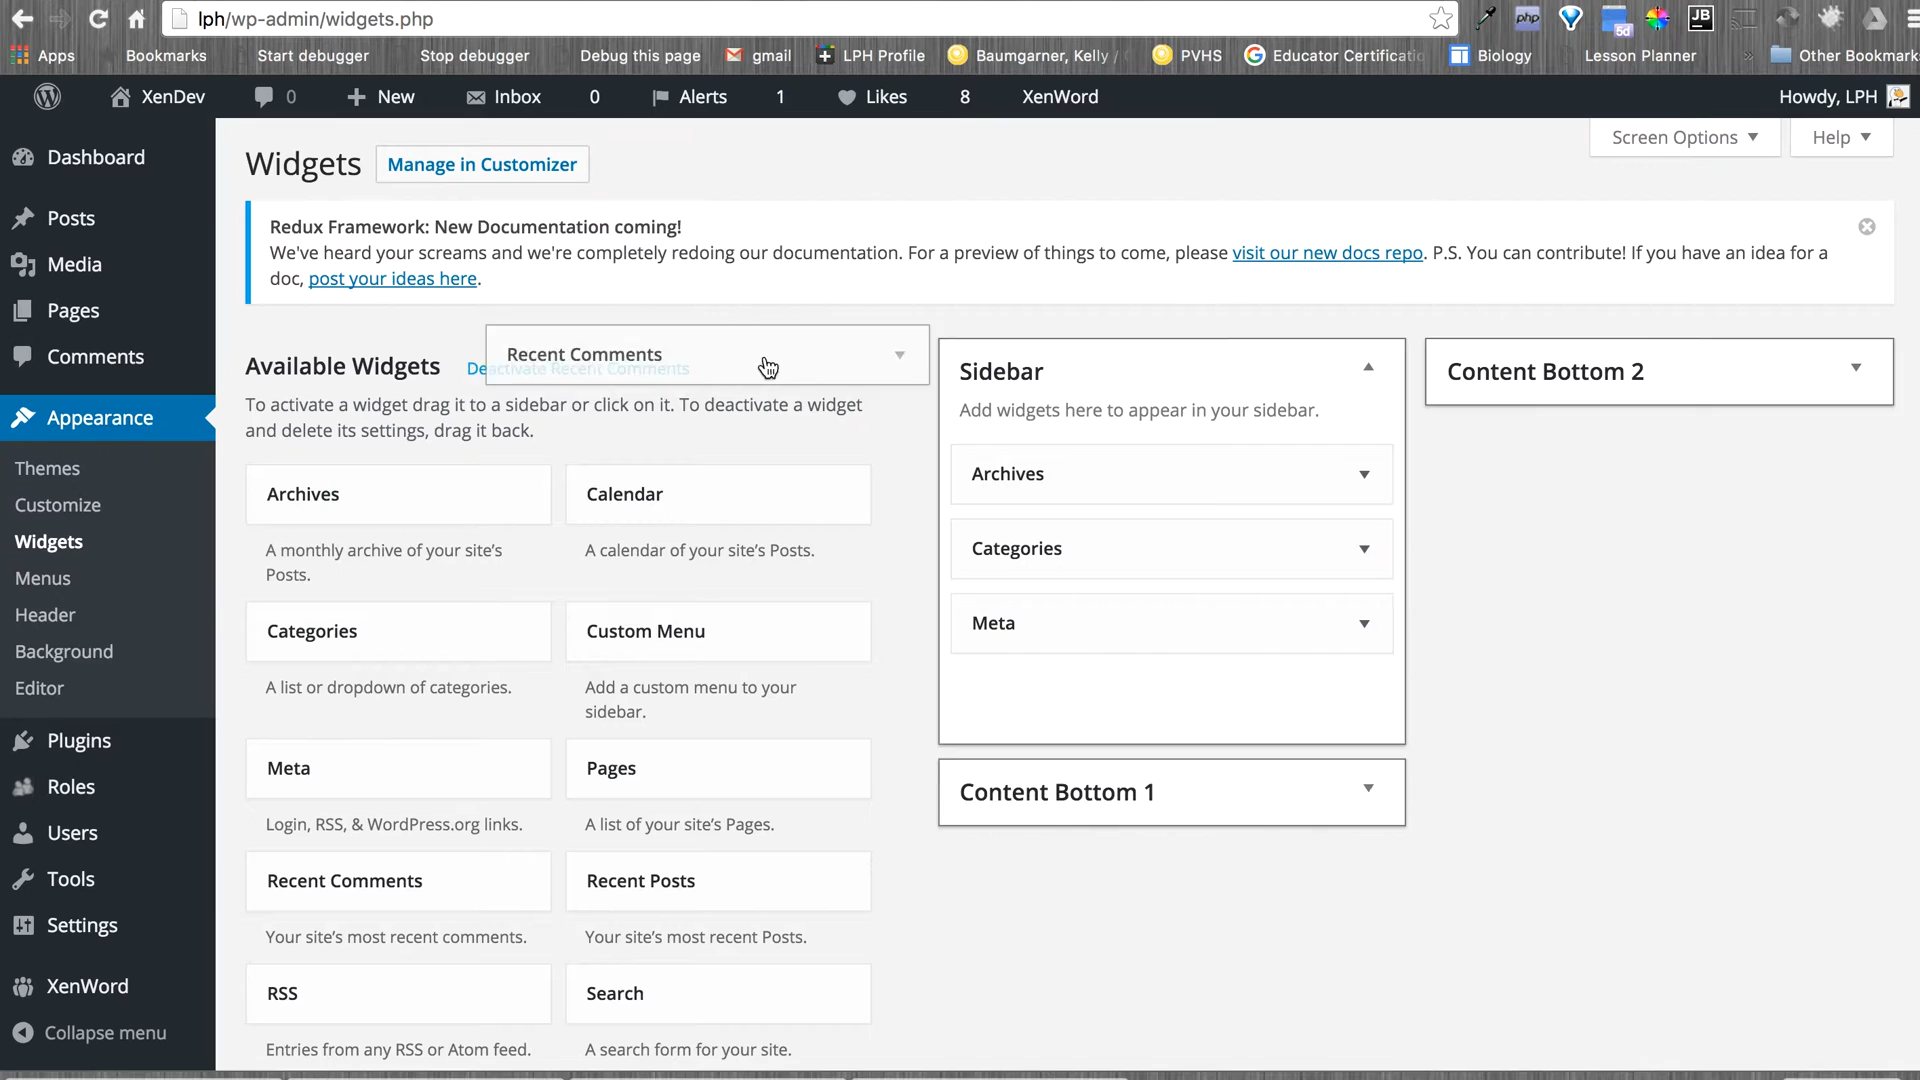 lph/wp-admin/widgets.php
php
5d
JB
Apps Bookmarks Start debugger Stop debugger Debug this page gmail LPH Profile Baumgarner, Kelly / PVHS Educator Certificatic Biology Lesson Planner » Other Bookmarks
XenDev 0 New Inbox 0 Alerts 1 Likes 8 XenWord Howdy, LPH
Screen Options Help
Dashboard
Posts
Media
Pages
Comments
Appearance
Themes
Customize
Widgets
Menus
Header
Background
Editor
Plugins
Roles
Users
Tools
Settings
XenWord
Collapse menu
Widgets Manage in Customizer
Redux Framework: New Documentation coming!
We've heard your screams and we're completely redoing our documentation. For a preview of things to come, please visit our new docs repo. P.S. You can contribute! If you have an idea for a
doc, post your ideas here.
Recent Comments
Available Widgets Deactivate Recent Comments
To activate a widget drag it to a sidebar or click on it. To deactivate a widget
and delete its settings, drag it back.
Archives
A monthly archive of your site's
Posts.
Calendar
A calendar of your site's Posts.
Categories
A list or dropdown of categories.
Custom Menu
Add a custom menu to your
sidebar.
Meta
Login, RSS, & WordPress.org links.
Pages
A list of your site's Pages.
Recent Comments
Your site's most recent comments.
Recent Posts
Your site's most recent Posts.
RSS
Entries from any RSS or Atom feed.
Search
A search form for your site.
Sidebar
Add widgets here to appear in your sidebar.
Archives
Categories
Meta
Content Bottom 1
Content Bottom 2